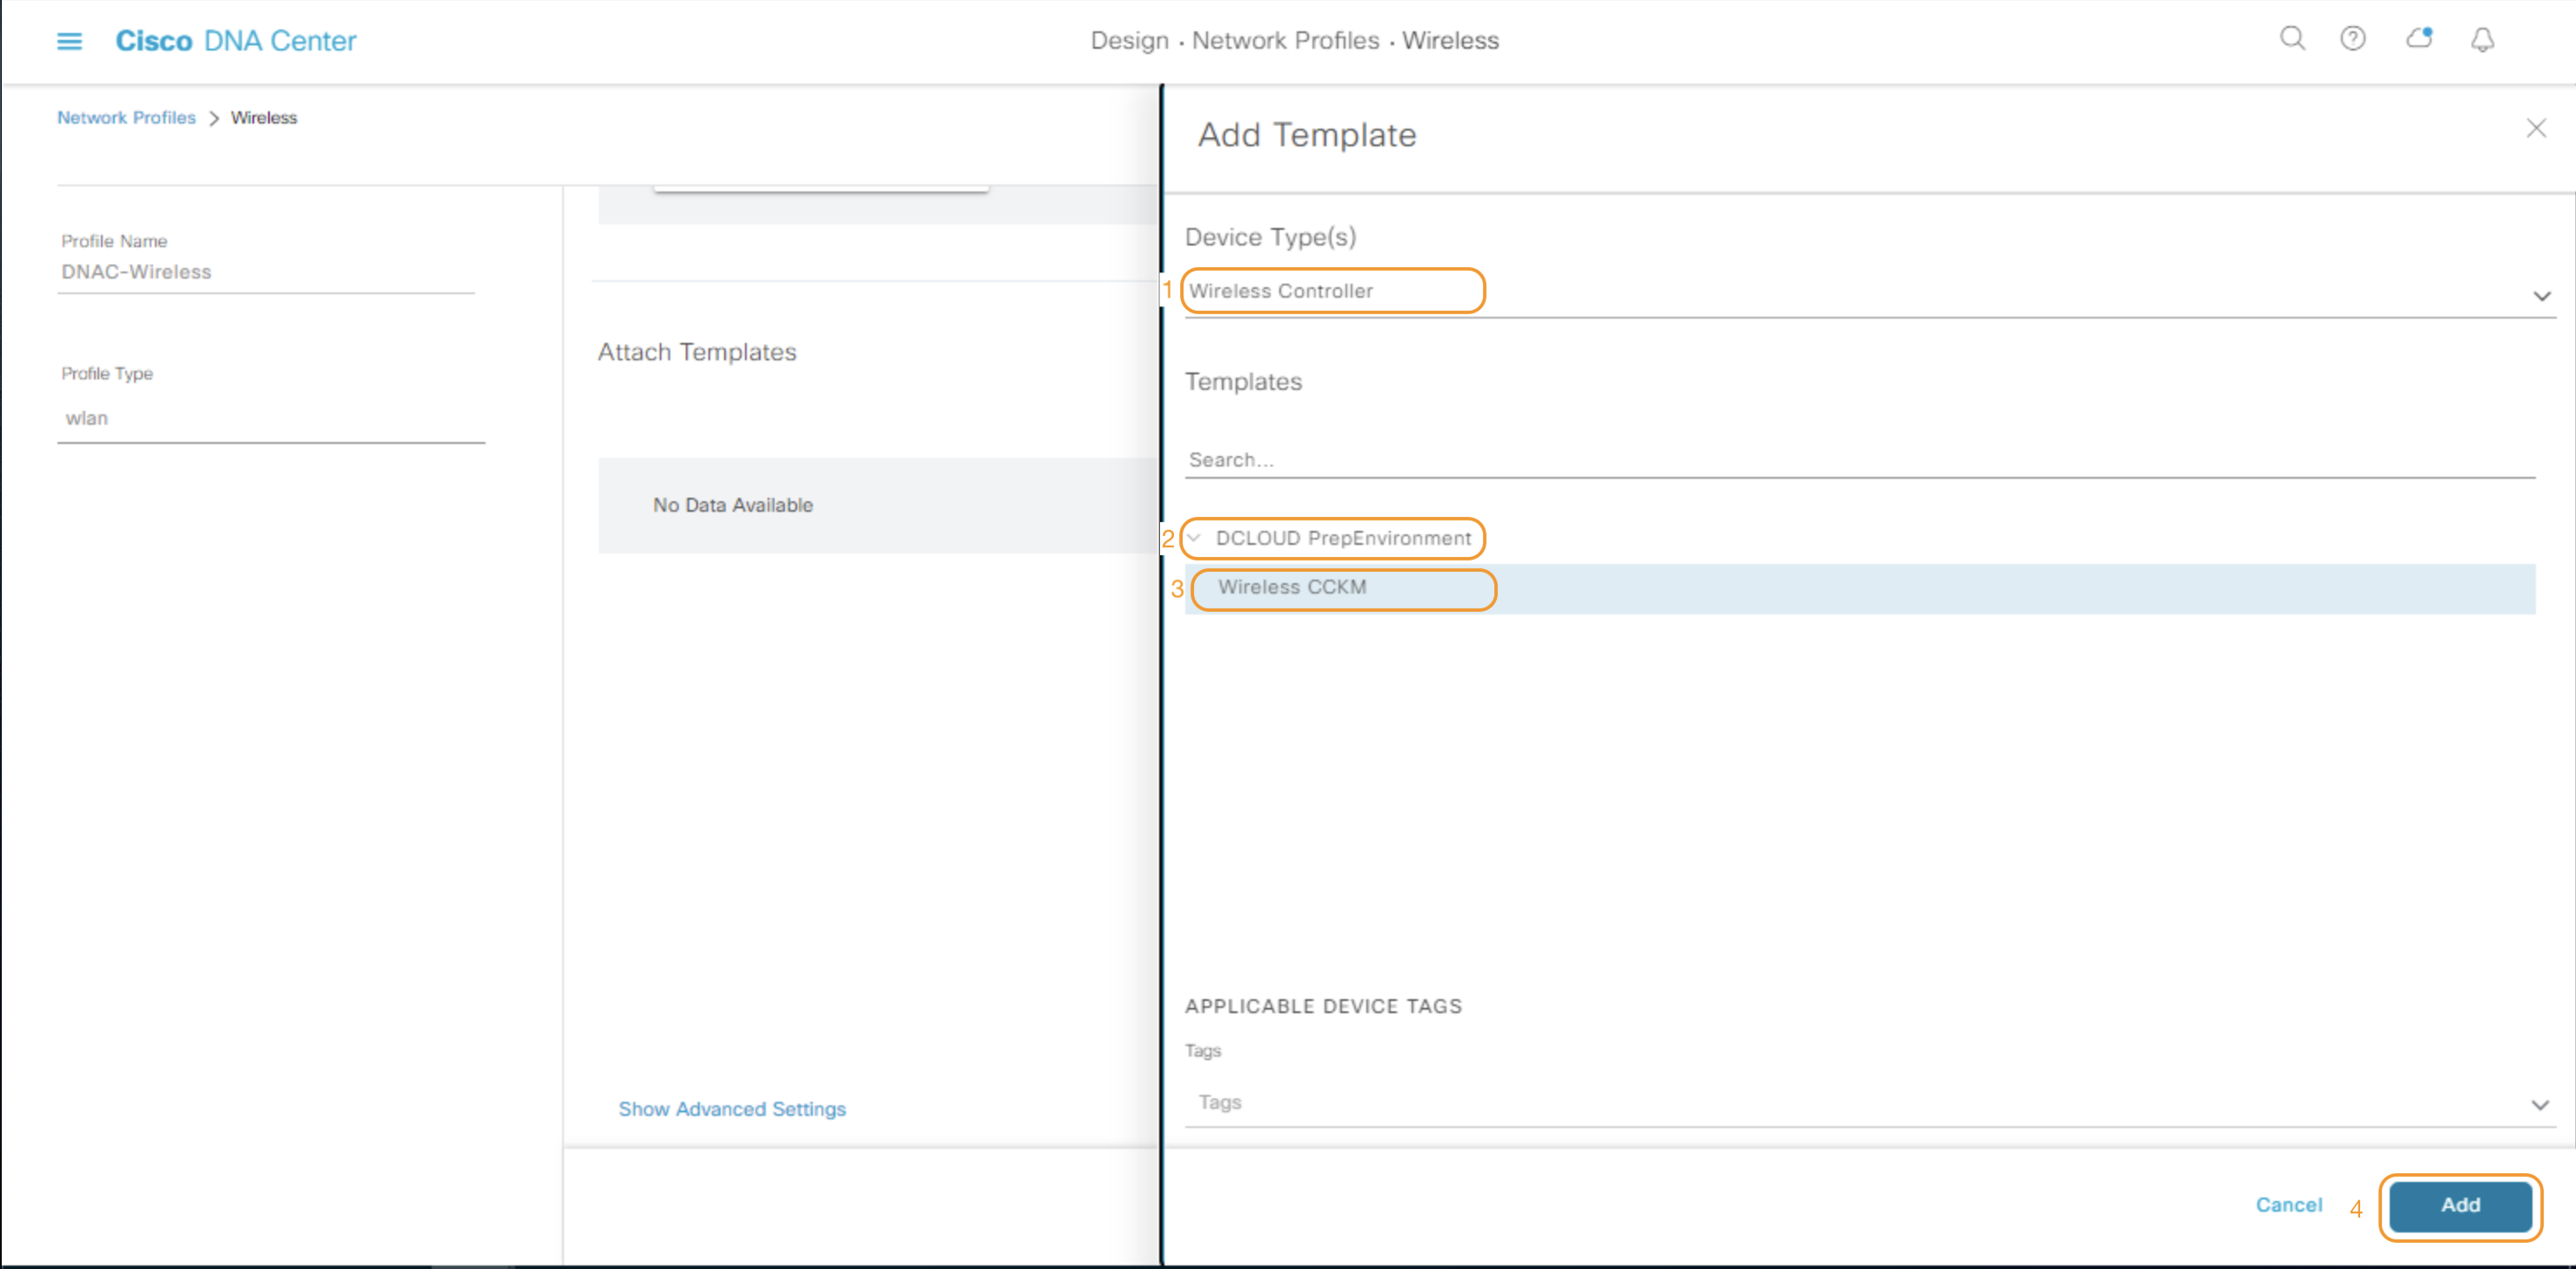 Cisco DNA Center
Design · Network Profiles · Wireless
Network Profiles > Wireless
Profile Name
DNAC-Wireless
Profile Type
wlan
Attach Templates
No Data Available
Show Advanced Settings
Add Template
Device Type(s)
1 Wireless Controller
Templates
Search...
2 DCLOUD PrepEnvironment
3 Wireless CCKM
APPLICABLE DEVICE TAGS
Tags
Tags
Cancel 4 Add